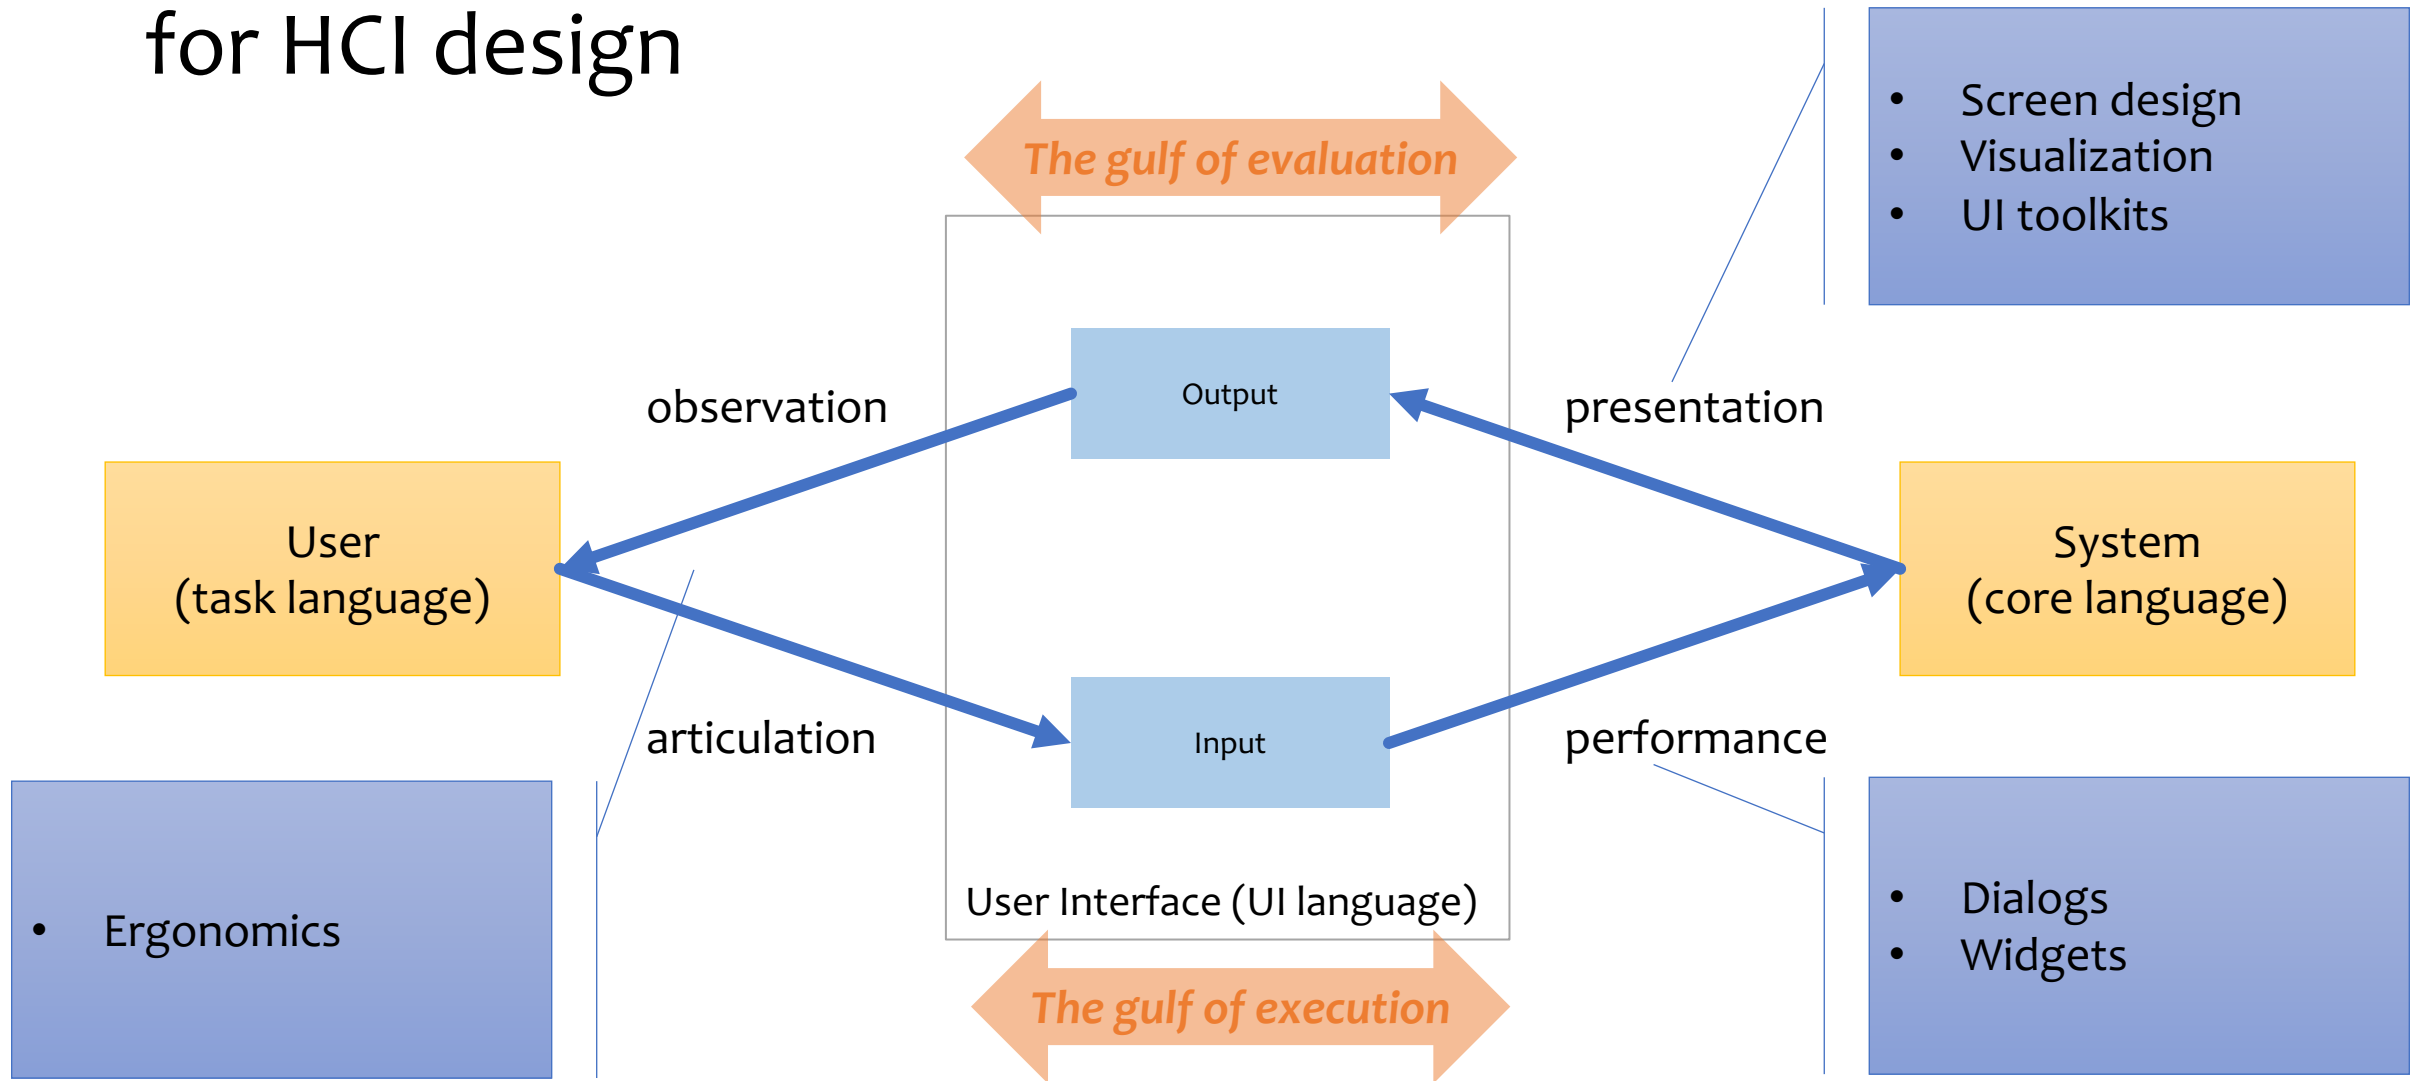 for HCI design
The gulf of evaluation
• Screen design
• Visualization
• UI toolkits
observation
Output
presentation
User
(task language)
System
(core language)
articulation
Input
performance
• Ergonomics
User Interface (UI language)
• Dialogs
• Widgets
The gulf of execution